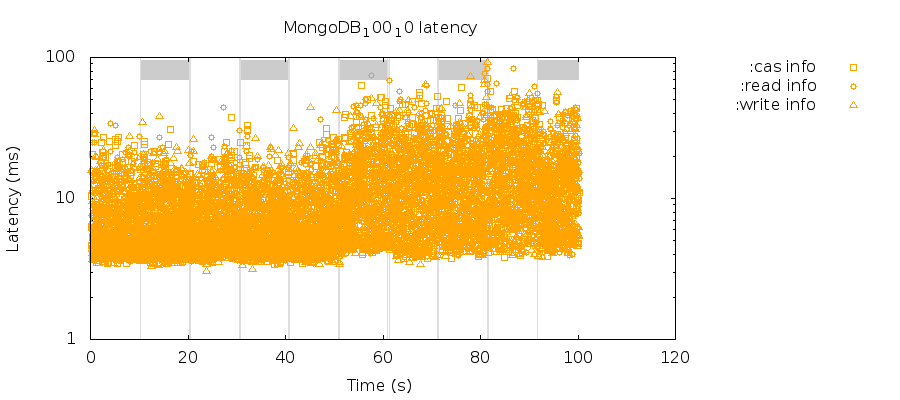 MongoDB₁00₁0 latency
100
10
1
Latency (ms)
0 20 40 60 80 100 120
Time (s)
:cas info
:read info
:write info